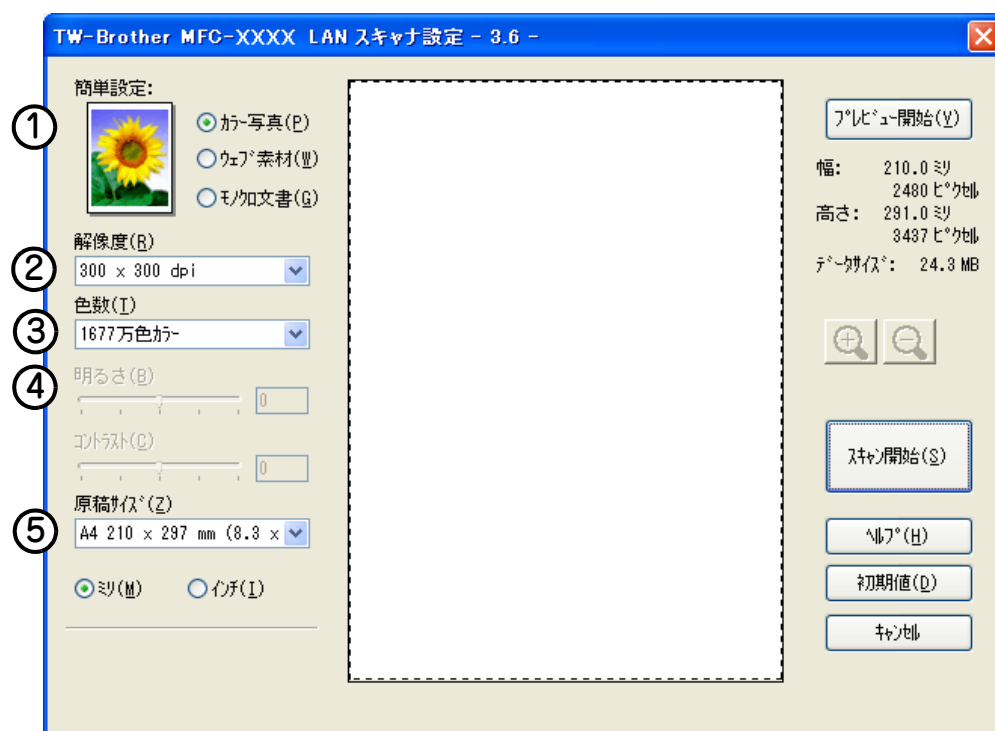 TW-Brother MFC-XXXX LAN スキャナ設定 - 3.6 -
簡単設定:
①
カラー写真(P)
ウェブ素材(W)
モノクロ文書(G)
解像度(R)
② 300 x 300 dpi
色数(T)
③ 1677万色カラー
④ 明るさ(B)
0
コントラスト(C)
0
原稿サイズ(Z)
⑤ A4 210 x 297 mm (8.3 x
ミリ(M) インチ(I)
プレビュー開始(V)
幅: 210.0 ミリ
2480 ピクセル
高さ: 291.0 ミリ
3437 ピクセル
データサイズ: 24.3 MB
スキャン開始(S)
ヘルプ(H)
初期値(D)
キャンセル